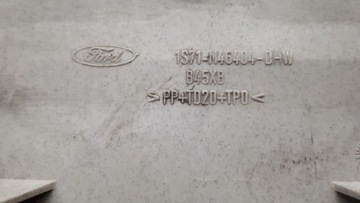 Ford
1S71-N46404-D-W
B45XB
>PP+TD20+TPO<